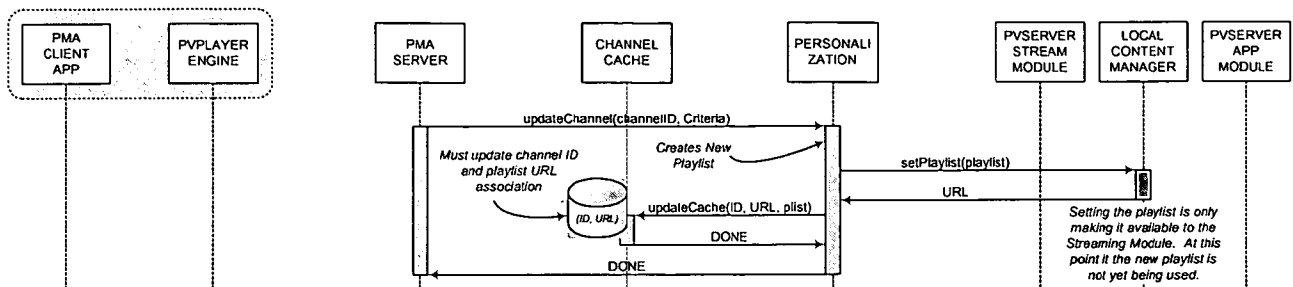 PMA
CLIENT
APP
PVPLAYER
ENGINE
PMA
SERVER
CHANNEL
CACHE
PERSONALI
ZATION
PVSERVER
STREAM
MODULE
LOCAL
CONTENT
MANAGER
PVSERVER
APP
MODULE
updateChannel(channelID, Criteria)
Must update channel ID
and playlist URL
association
Creates New
Playlist
setPlaylist(playlist)
URL
(ID, URL)
updateCache(ID, URL, plist)
DONE
DONE
Setting the playlist is only
making it available to the
Streaming Module. At this
point it the new playlist is
not yet being used.